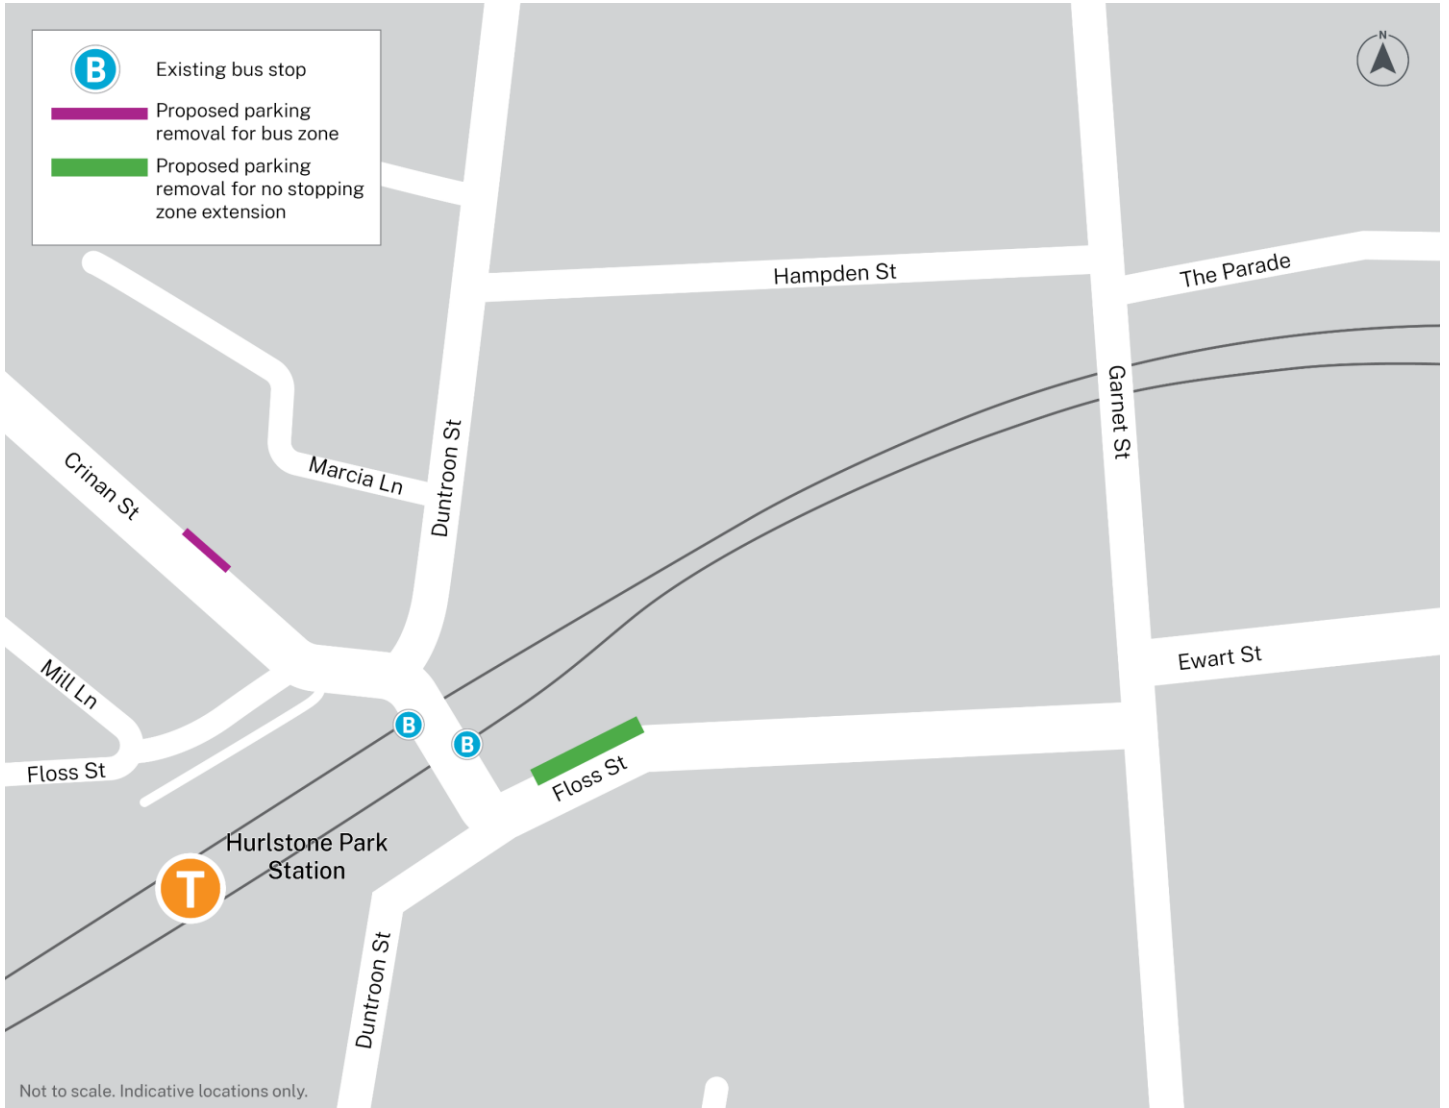 B
Existing bus stop
Proposed parking
removal for bus zone
Proposed parking
removal for no stopping
zone extension
N
Hampden St
The Parade
Garnet St
Duntroon St
Marcia Ln
Crinan St
Mill Ln
Floss St
B
B
Floss St
Ewart St
Hurlstone Park
Station
T
Duntroon St
Not to scale. Indicative locations only.